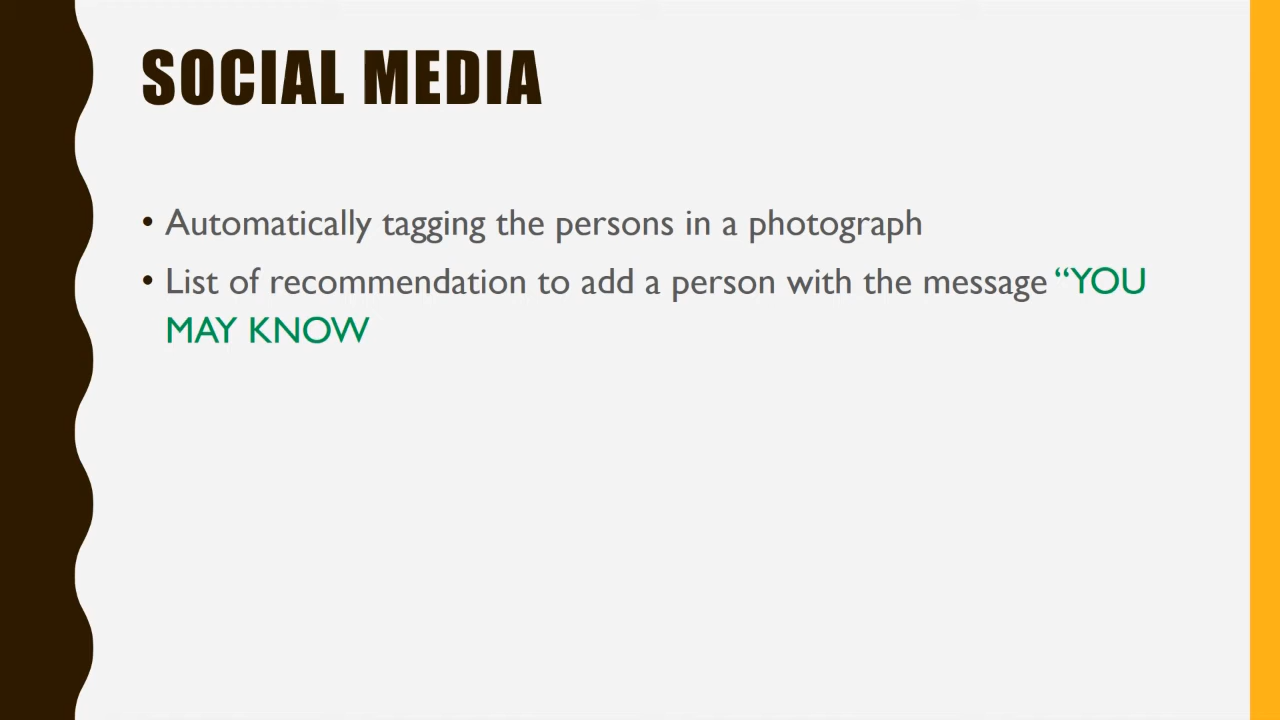 SOCIAL MEDIA
• Automatically tagging the persons in a photograph
• List of recommendation to add a person with the message “YOU
MAY KNOW